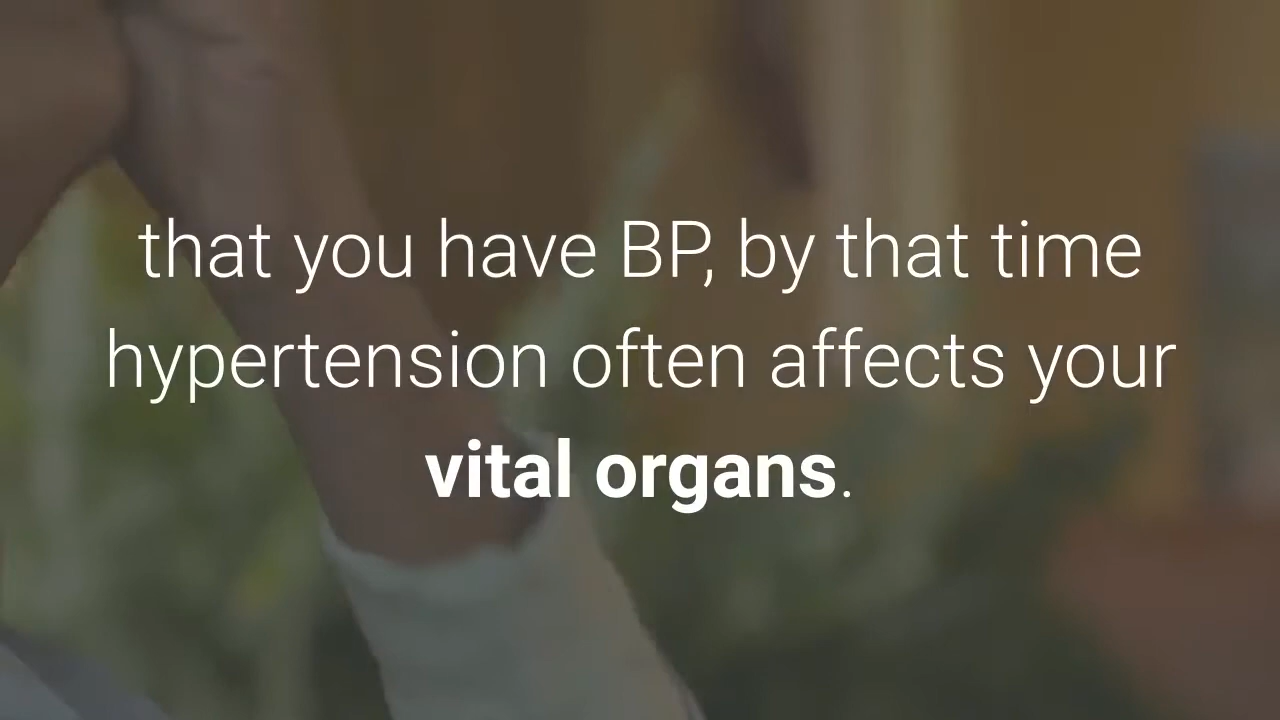 that you have BP, by that time
hypertension often affects your
vital organs.